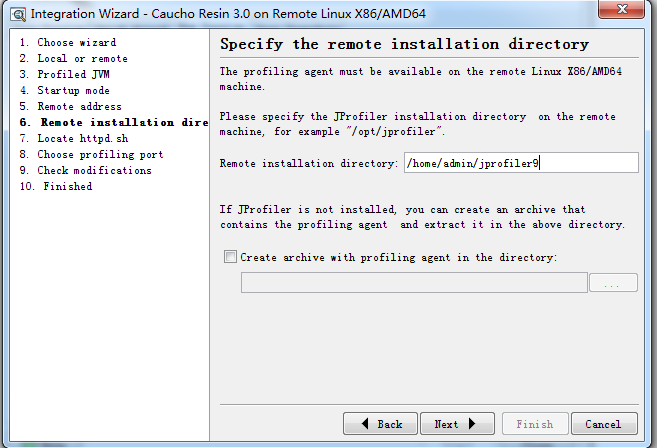 Integration Wizard - Caucho Resin 3.0 on Remote Linux X86/AMD64
1. Choose wizard
2. Local or remote
3. Profiled JVM
4. Startup mode
5. Remote address
6. Remote installation dire
7. Locate httpd.sh
8. Choose profiling port
9. Check modifications
10. Finished
Specify the remote installation directory
The profiling agent must be available on the remote Linux X86/AMD64
machine.
Please specify the JProfiler installation directory on the remote
machine, for example "/opt/jprofiler".
Remote installation directory: /home/admin/jprofiler9
If JProfiler is not installed, you can create an archive that
contains the profiling agent and extract it in the above directory.
Create archive with profiling agent in the directory:
...
Back Next Finish Cancel